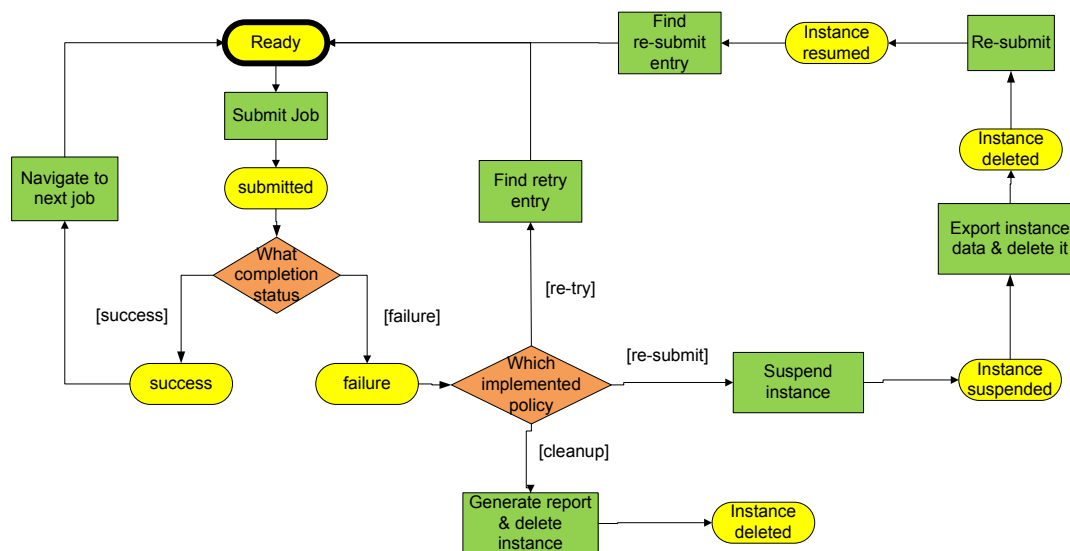 Ready
Find
re-submit
entry
Instance
resumed
Re-submit
Submit Job
Instance
deleted
Navigate to
next job
submitted
Find retry
entry
Export instance
data & delete it
What
completion
status
[re-try]
[success]
[failure]
[re-submit]
success
failure
Which
implemented
policy
Suspend
instance
Instance
suspended
[cleanup]
Generate report
& delete
instance
Instance
deleted